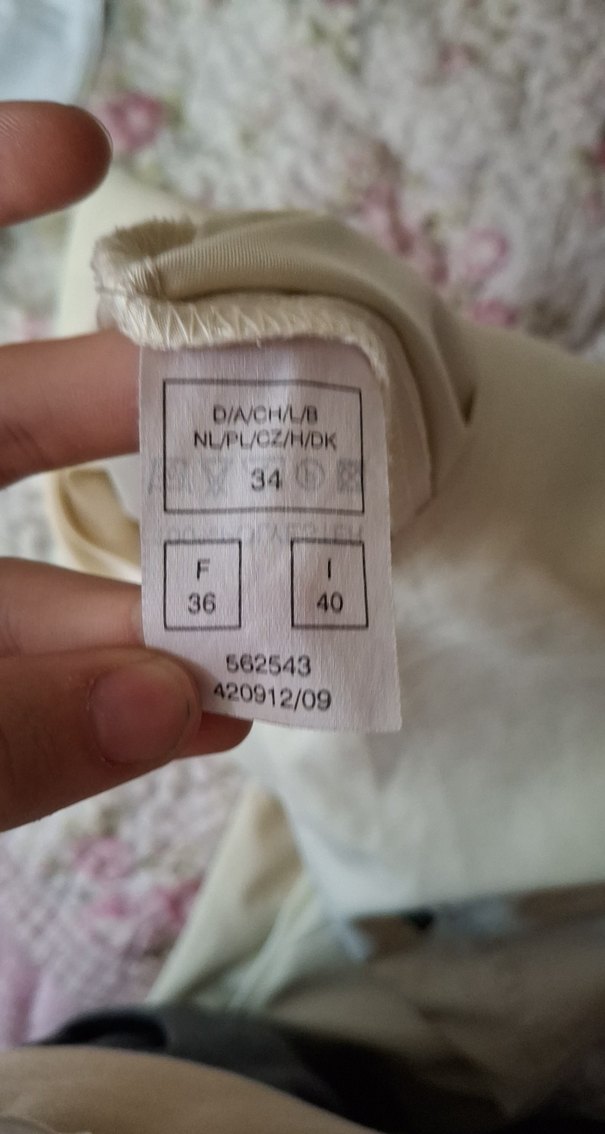 D/A/CH/L/B
NL/PL/CZ/H/DK
34
F
36
I
40
562543
420912/09